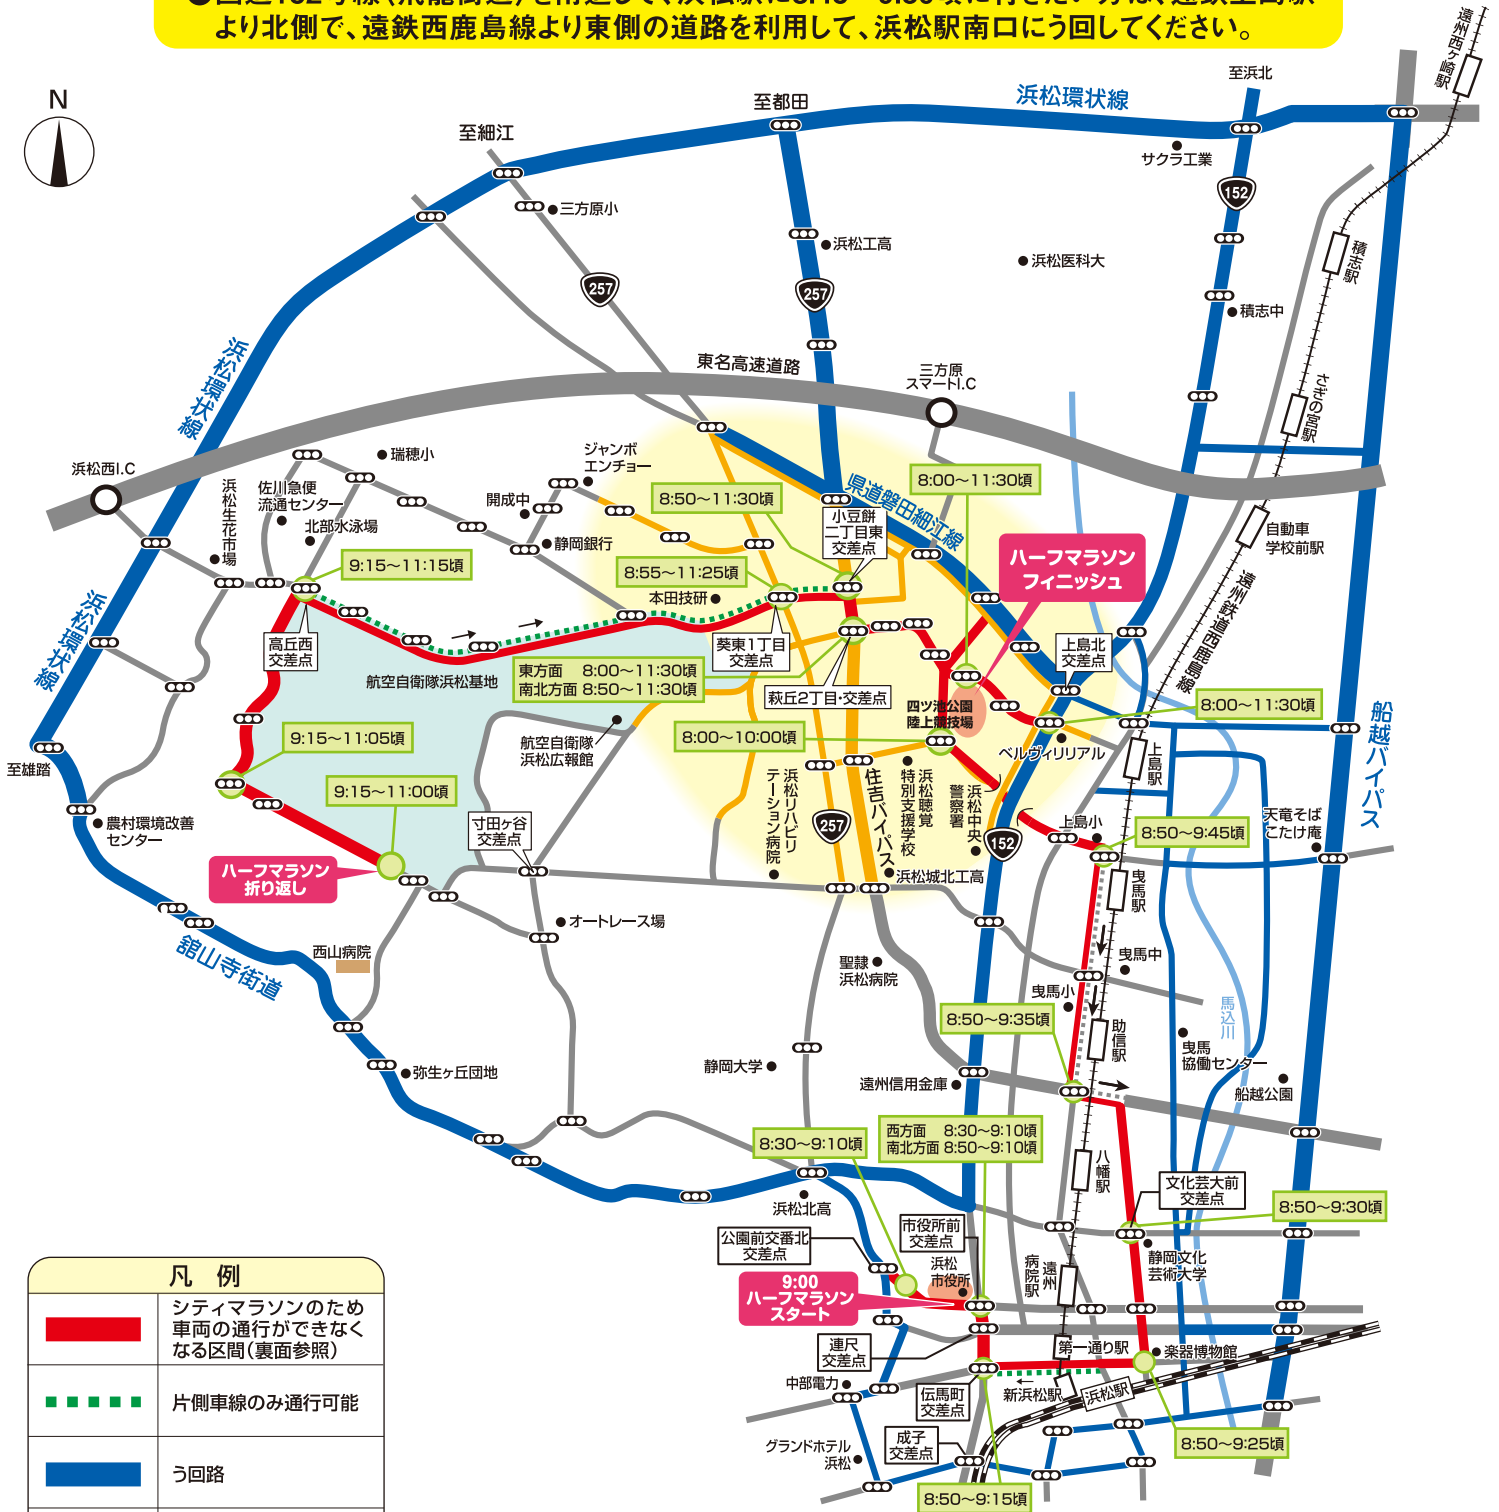 より北側で、遠鉄西鹿島線より東側の道路を利用して、浜松駅南口にう回してください。
N
至細江
至都田
浜松環状線
至浜北
遠州西ヶ崎駅
サクラ工業
152
三方原小
浜松工高
浜松医科大
積志駅
257
257
積志中
浜松環状線
東名高速道路
三方原
スマートI.C
さぎの宮駅
浜松西I.C
瑞穂小
ジャンボ
エンチョー
浜松生花市場
佐川急便
流通センター
北部水泳場
開成中
静岡銀行
8:50〜11:30頃
8:00〜11:30頃
県道磐田細江線
小豆餅
二丁目東
交差点
自動車
学校前駅
9:15〜11:15頃
8:55〜11:25頃
本田技研
ハーフマラソン
フィニッシュ
遠州鉄道西鹿島線
浜松環状線
高丘西
交差点
葵東1丁目
交差点
上島北
交差点
航空自衛隊浜松基地
東方面 8:00〜11:30頃
南北方面 8:50〜11:30頃
萩丘2丁目・交差点
四ツ池公園
陸上競技場
8:00〜11:30頃
9:15〜11:05頃
航空自衛隊
浜松広報館
8:00〜10:00頃
ベルヴィリリアル
上島駅
船越バイパス
至雄踏
9:15〜11:00頃
農村環境改善
センター
寸田ヶ谷
交差点
浜松リハビリ
テーション病院
257
住吉バイパス
浜松聴覚
特別支援学校
浜松中央
警察署
152
上島小
8:50〜9:45頃
天竜そば
こたけ庵
ハーフマラソン
折り返し
浜松城北工高
曳馬駅
オートレース場
舘山寺街道
西山病院
聖隷
浜松病院
曳馬中
曳馬小
8:50〜9:35頃
助信駅
馬込川
曳馬
協働センター
弥生ヶ丘団地
静岡大学
遠州信用金庫
船越公園
8:30〜9:10頃
西方面 8:30〜9:10頃
南北方面 8:50〜9:10頃
八幡駅
文化芸大前
交差点
8:50〜9:30頃
浜松北高
公園前交番北
交差点
市役所前
交差点
浜松
市役所
遠州
病院駅
静岡文化
芸術大学
9:00
ハーフマラソン
スタート
連尺
交差点
第一通り駅
楽器博物館
中部電力
伝馬町
交差点
新浜松駅
浜松駅
成子
交差点
グランドホテル
浜松
8:50〜9:25頃
8:50〜9:15頃
凡 例
シティマラソンのため
車両の通行ができなく
なる区間(裏面参照)
片側車線のみ通行可能
う回路